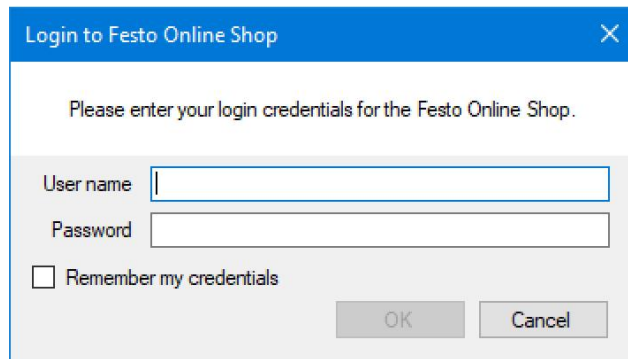 Login to Festo Online Shop
Please enter your login credentials for the Festo Online Shop.
User name
Password
Remember my credentials
OK Cancel